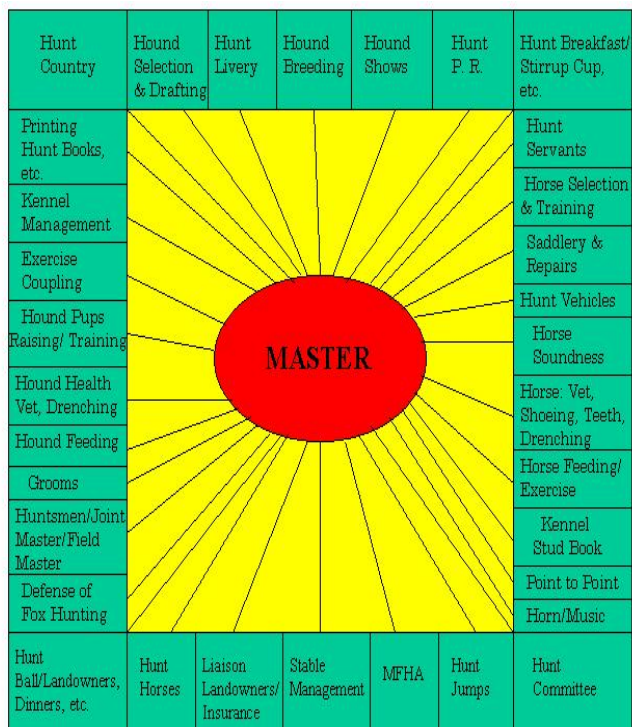 Hunt
Country
Hound
Selection
& Drafting
Hunt
Livery
Hound
Breeding
Hound
Shows
Hunt
P. R.
Hunt Breakfast/
Stirrup Cup,
etc.
Printing
Hunt Books,
etc.
Kennel
Management
Exercise
Coupling
Hound Pups
Raising/ Training
Hound Health
Vet, Drenching
Hound Feeding
Grooms
Huntsmen/Joint
Master/Field
Master
Defense of
Fox Hunting
MASTER
Hunt
Servants
Horse Selection
& Training
Saddlery &
Repairs
Hunt Vehicles
Horse
Soundness
Horse: Vet,
Shoeing, Teeth,
Drenching
Horse Feeding/
Exercise
Kennel
Stud Book
Point to Point
Horn/Music
Hunt
Ball/Landowners,
Dinners, etc.
Hunt
Horses
Liaison
Landowners/
Insurance
Stable
Management
MFHA
Hunt
Jumps
Hunt
Committee